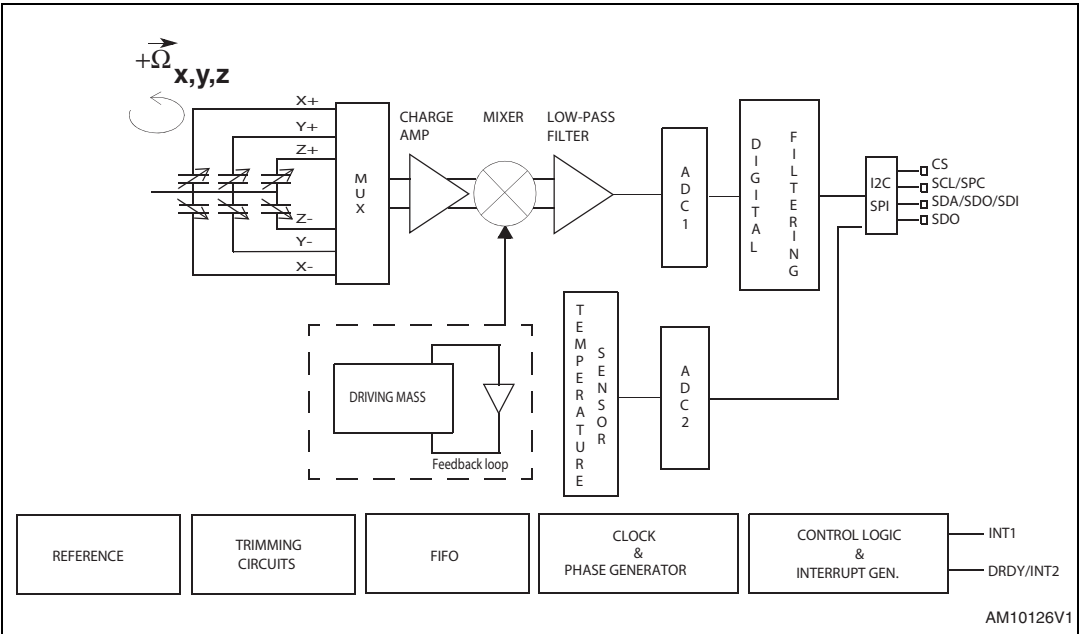 +Ω x,y,z
X+
Y+
Z+
Z-
Y-
X-
MUX
CHARGE
AMP
MIXER
LOW-PASS
FILTER
ADC1
DIGITAL
FILTERING
I2C
SPI
CS
SCL/SPC
SDA/SDO/SDI
SDO
DRIVING MASS
Feedback loop
TEMPERATURE
SENSOR
ADC2
REFERENCE
TRIMMING
CIRCUITS
FIFO
CLOCK
&
PHASE GENERATOR
CONTROL LOGIC
&
INTERRUPT GEN.
INT1
DRDY/INT2
AM10126V1